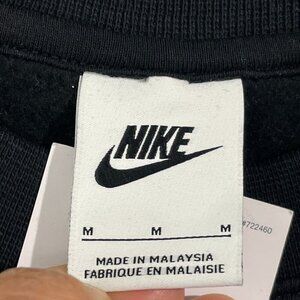 NIKE
M M M
MADE IN MALAYSIA
FABRIQUE EN MALAISIE
#722460